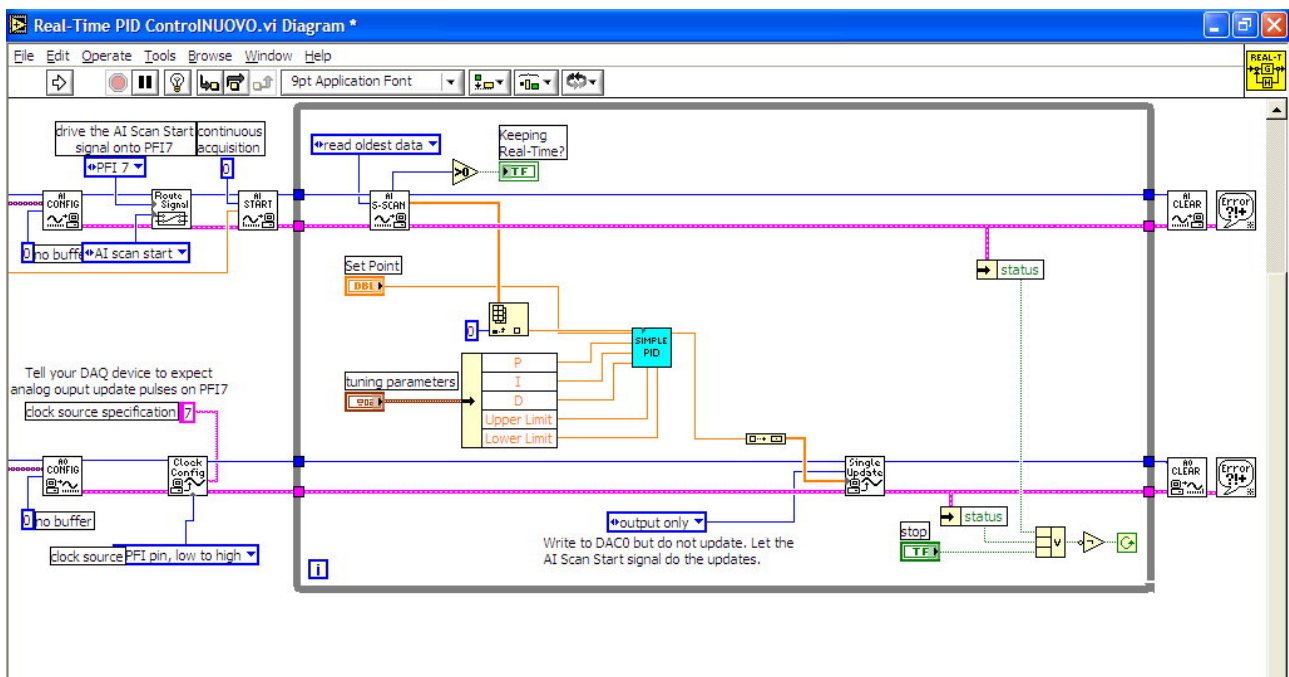 Real-Time PID ControlNUOVO.vi Diagram *
File Edit Operate Tools Browse Window Help
9pt Application Font
REAL-T
G
H
drive the AI Scan Start
signal onto PFI7
continuous
acquisition
PFI 7
0
AI
CONFIG
Route
Signal
AI
START
0
no buffe
AI scan start
read oldest data
Keeping
Real-Time?
>0
TF
AI
S-SCAN
AI
CLEAR
Error
?!+
status
Set Point
DBL
0
SIMPLE
PID
tuning parameters
P
I
D
Upper Limit
Lower Limit
Tell your DAQ device to expect
analog ouput update pulses on PFI7
clock source specification
7
AO
CONFIG
Clock
Config
0
no buffer
clock source
PFI pin, low to high
Single
Update
AO
CLEAR
Error
?!+
output only
Write to DAC0 but do not update. Let the
AI Scan Start signal do the updates.
status
stop
TF
V
i